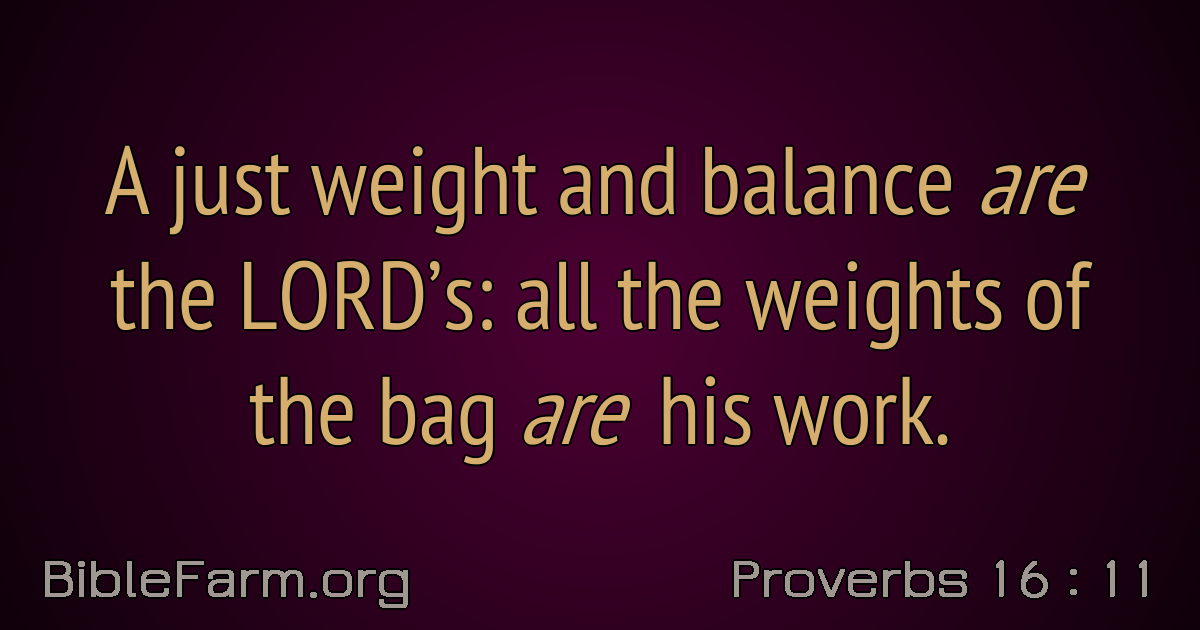 A just weight and balance are
the LORD’s: all the weights of
the bag are his work.
BibleFarm.org
Proverbs 16 : 11